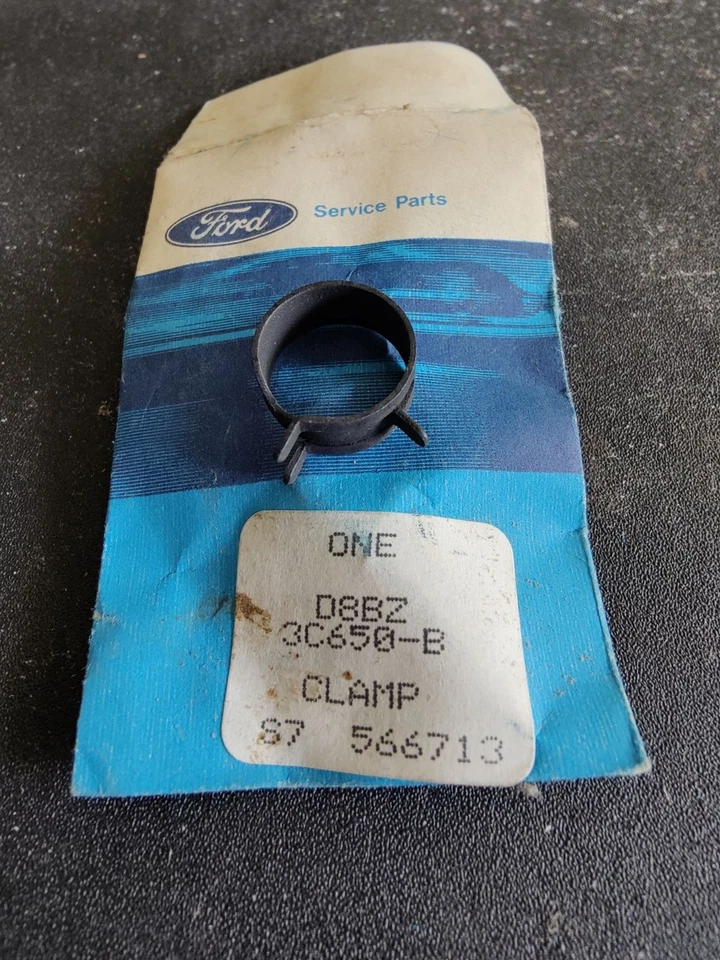 Ford
Service Parts
ONE
D8BZ
3C650-B
CLAMP
S7 566713